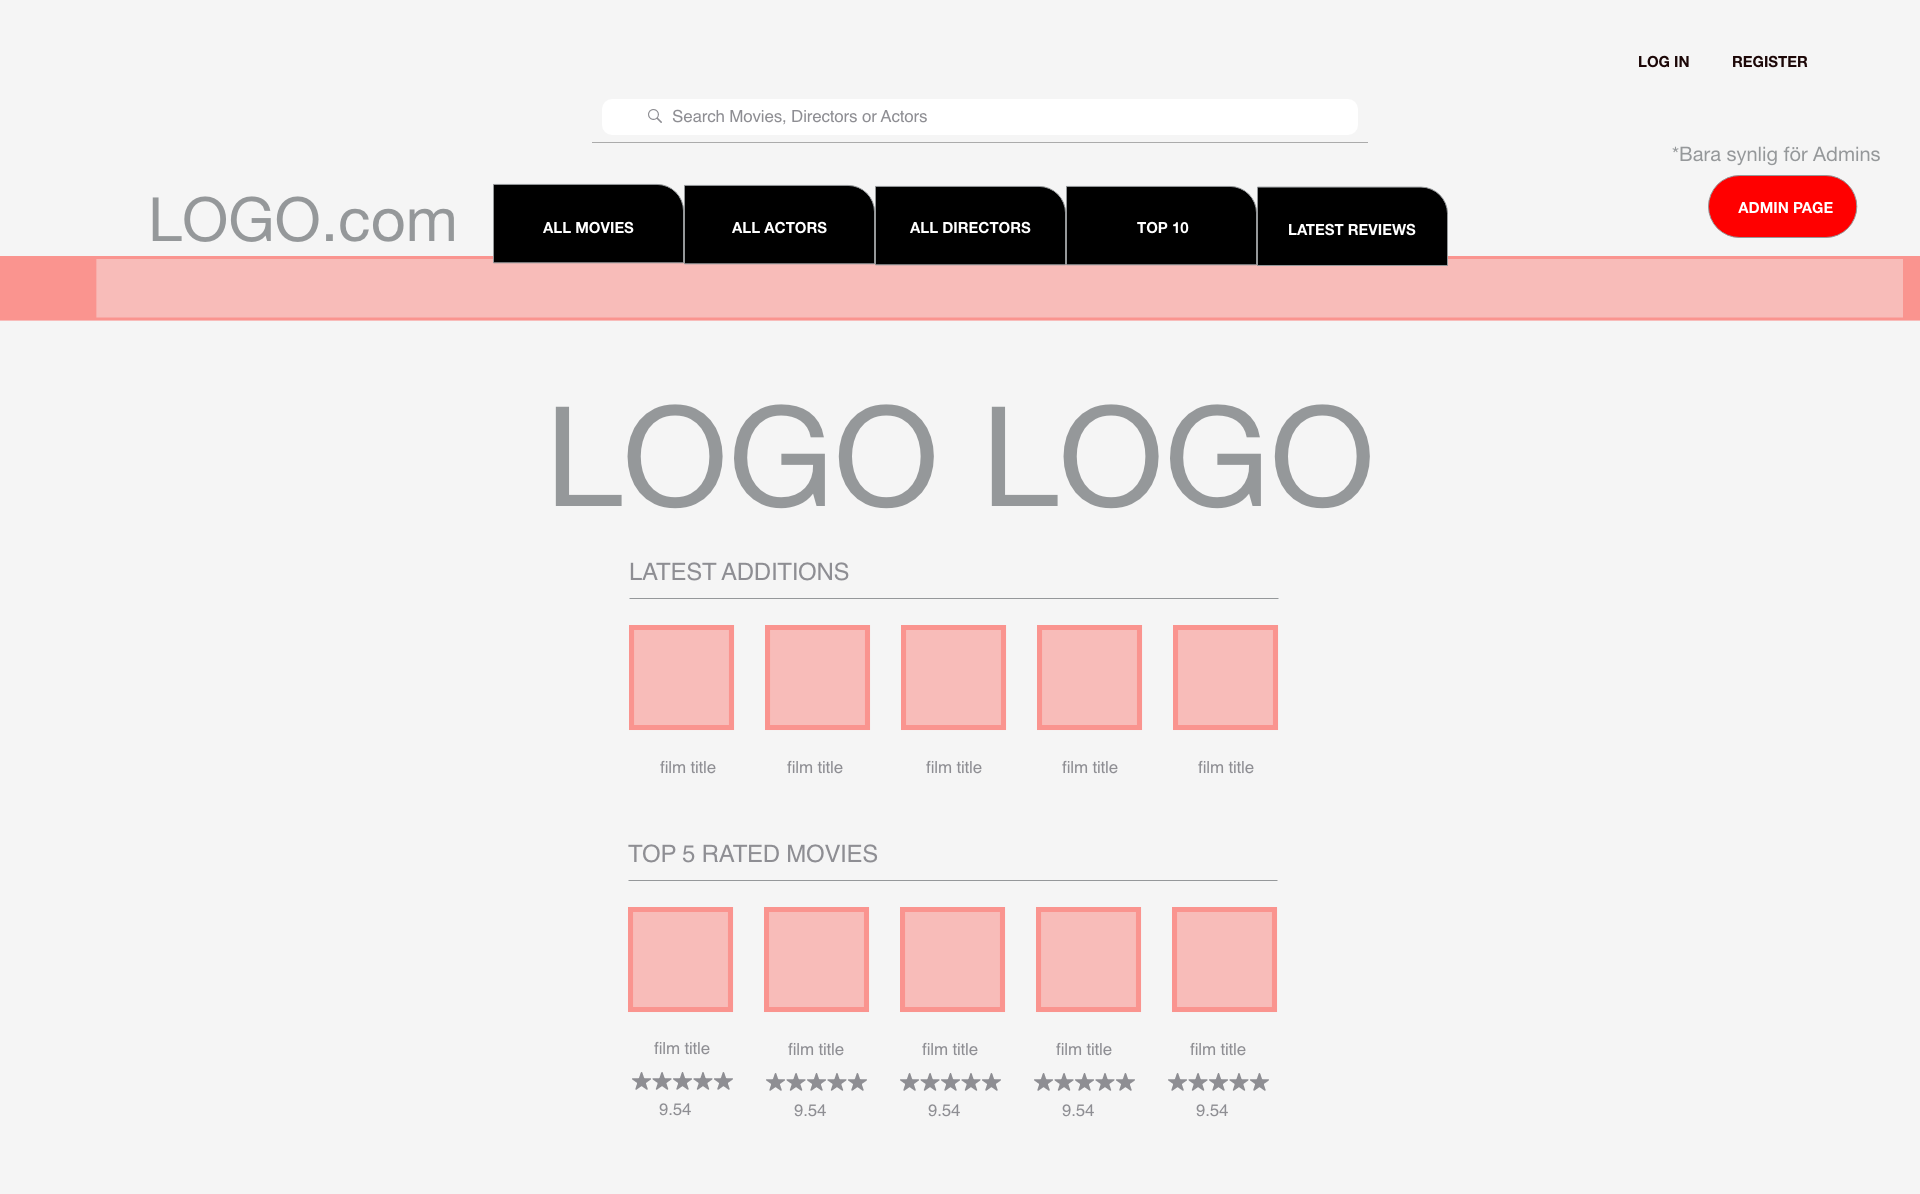 LOG IN REGISTER
Search Movies, Directors or Actors
*Bara synlig för Admins
LOGO.com
ALL MOVIES ALL ACTORS ALL DIRECTORS TOP 10 LATEST REVIEWS
ADMIN PAGE
LOGO LOGO
LATEST ADDITIONS
film title film title film title film title film title
TOP 5 RATED MOVIES
film title film title film title film title film title
9.54 9.54 9.54 9.54 9.54